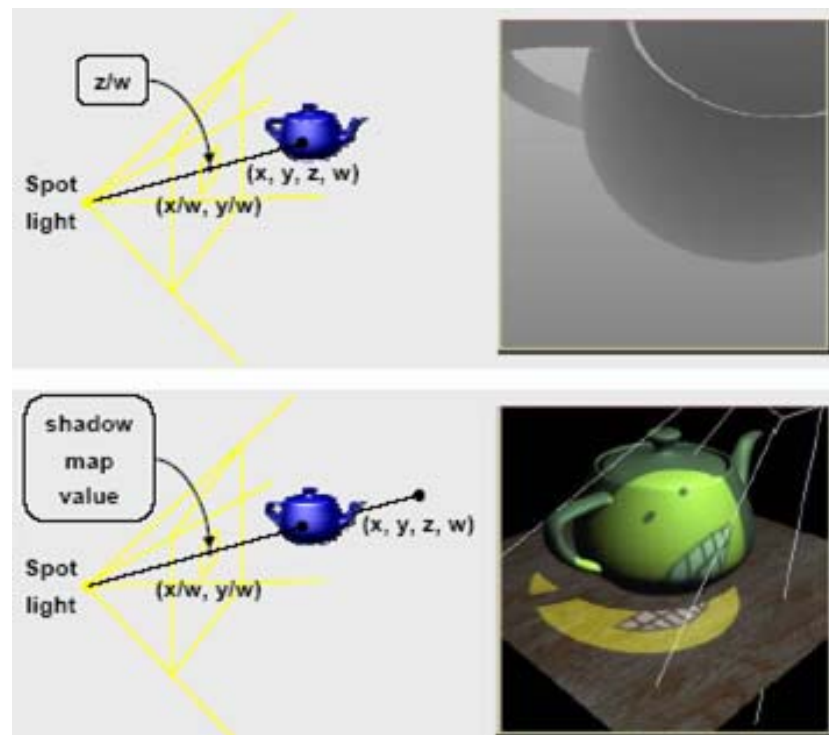 z/w
(x, y, z, w)
Spot
light
(x/w, y/w)
shadow
map
value
(x, y, z, w)
Spot
light
(x/w, y/w)